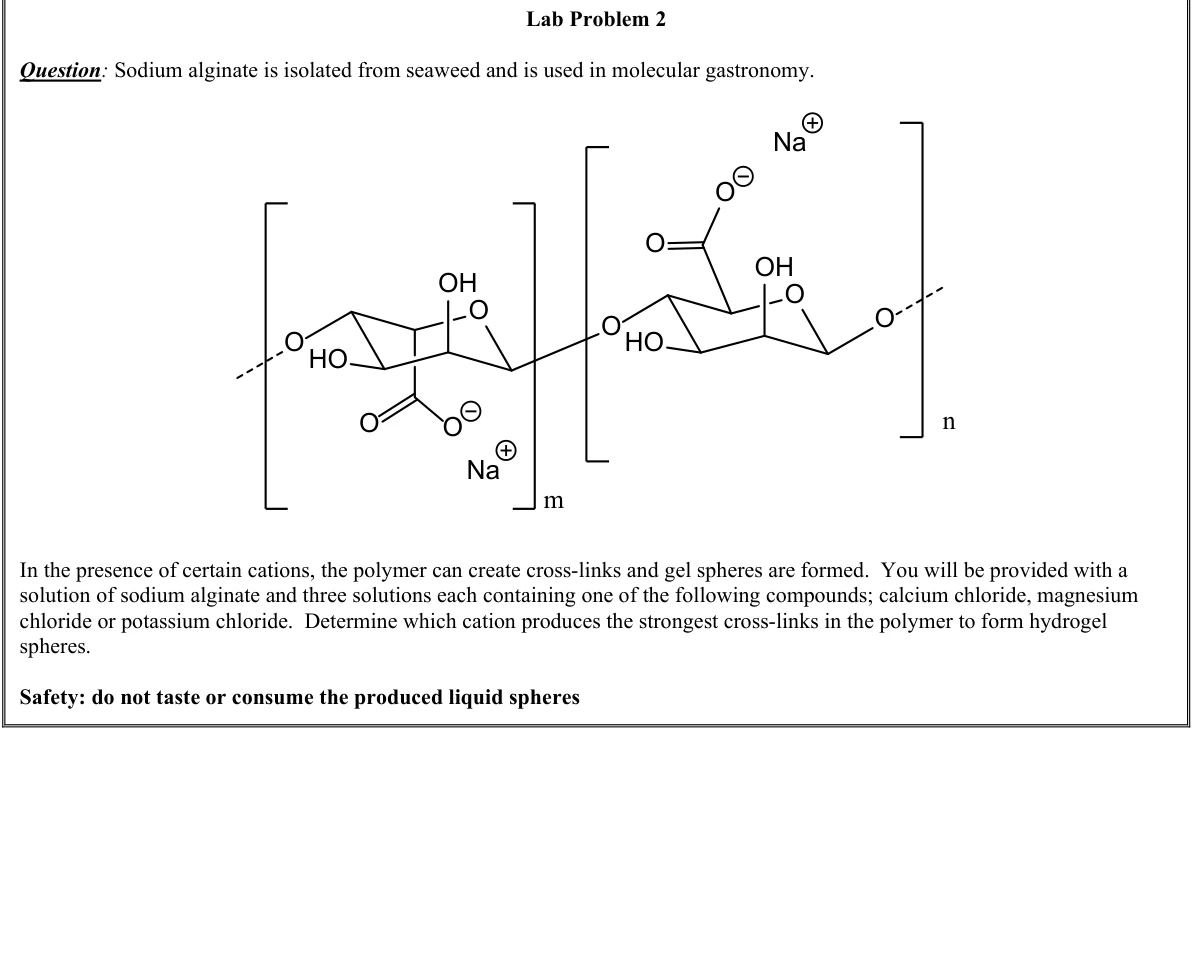 Lab Problem 2
Question: Sodium alginate is isolated from seaweed and is used in molecular gastronomy.
Na⊕
O⊖
O
OH
O
O
HO
O
n
OH
O
O
HO
O
O⊖
Na⊕
m
In the presence of certain cations, the polymer can create cross-links and gel spheres are formed.  You will be provided with a
solution of sodium alginate and three solutions each containing one of the following compounds; calcium chloride, magnesium
chloride or potassium chloride.  Determine which cation produces the strongest cross-links in the polymer to form hydrogel
spheres.
Safety: do not taste or consume the produced liquid spheres